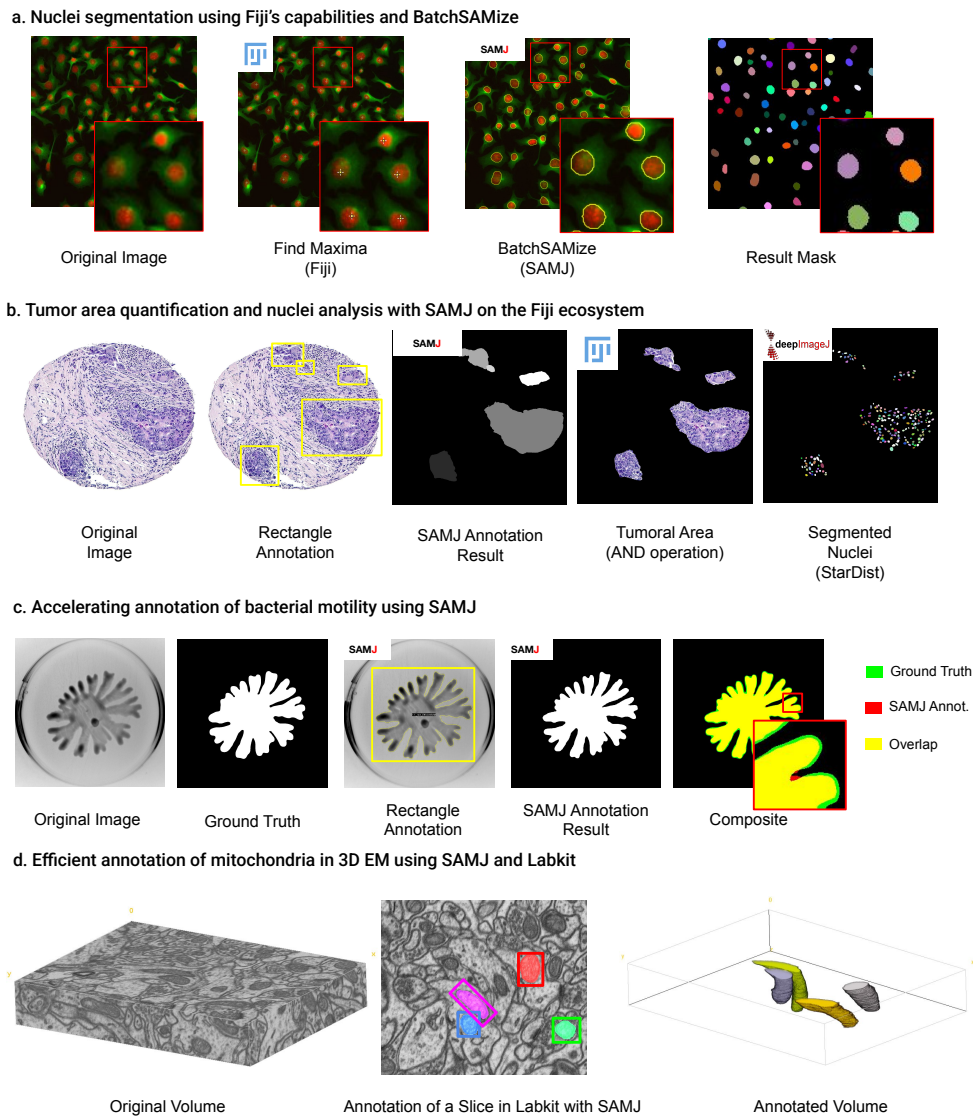 a. Nuclei segmentation using Fiji's capabilities and BatchSAMize
SAMJ
Original Image
Find Maxima
(Fiji)
BatchSAMize
(SAMJ)
Result Mask
b. Tumor area quantification and nuclei analysis with SAMJ on the Fiji ecosystem
SAMJ
deepImageJ
Original
Image
Rectangle
Annotation
SAMJ Annotation
Result
Tumoral Area
(AND operation)
Segmented
Nuclei
(StarDist)
c. Accelerating annotation of bacterial motility using SAMJ
SAMJ
SAMJ
Ground Truth
SAMJ Annot.
Overlap
Original Image
Ground Truth
Rectangle
Annotation
SAMJ Annotation
Result
Composite
d. Efficient annotation of mitochondria in 3D EM using SAMJ and Labkit
0
y
Original Volume
Annotation of a Slice in Labkit with SAMJ
Annotated Volume